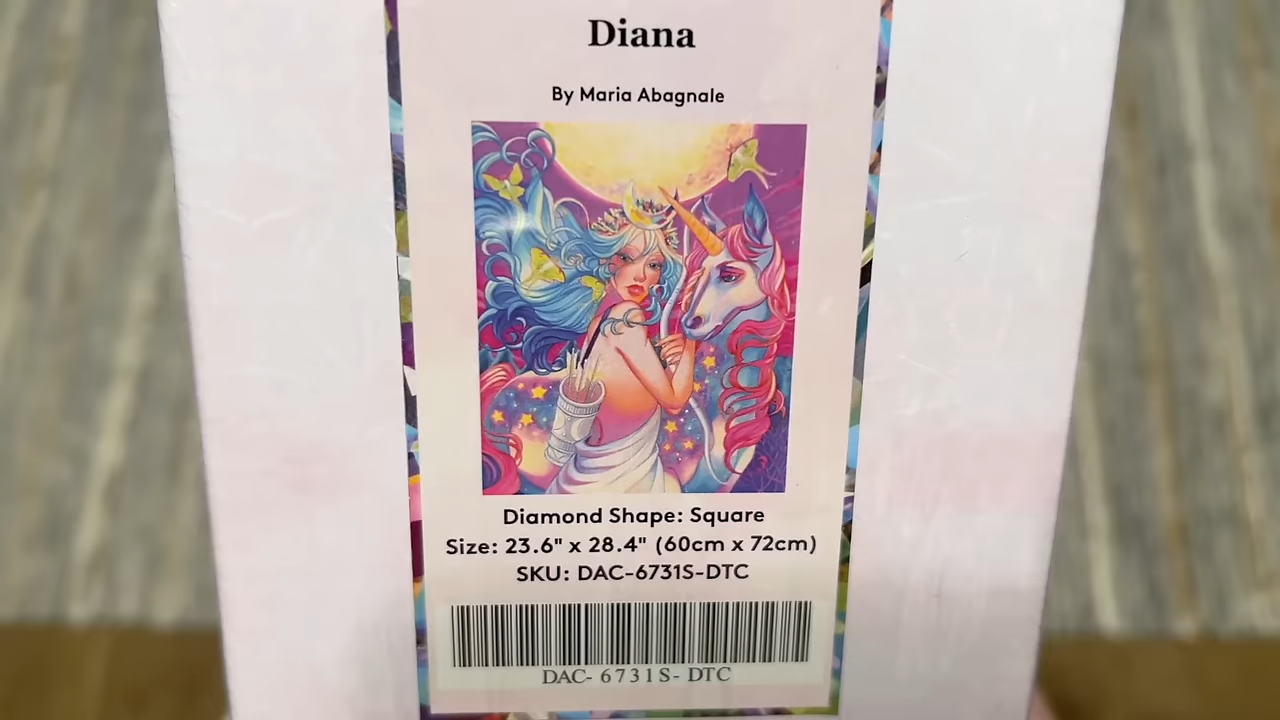 Diana
By Maria Abagnale
Diamond Shape: Square
Size: 23.6" x 28.4" (60cm x 72cm)
SKU: DAC-6731S-DTC
DAC- 6731S- DTC